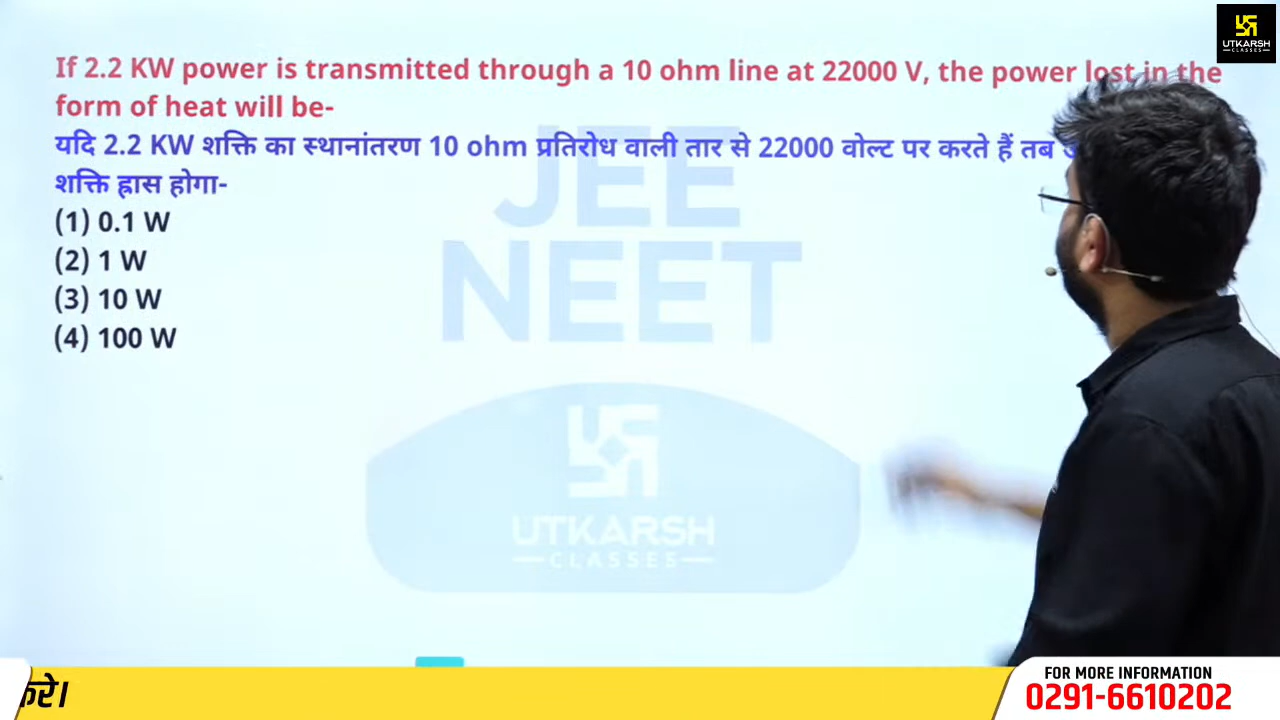 UTKARSH
CLASSES
If 2.2 KW power is transmitted through a 10 ohm line at 22000 V, the power lost in the
form of heat will be-
यदि 2.2 KW शक्ति का स्थानांतरण 10 ohm प्रतिरोध वाली तार से 22000 वोल्ट पर करते हैं तब
शक्ति ह्रास होगा-
(1) 0.1 W
(2) 1 W
(3) 10 W
(4) 100 W
JEE
NEET
UTKARSH
CLASSES
करे।
FOR MORE INFORMATION
0291-6610202